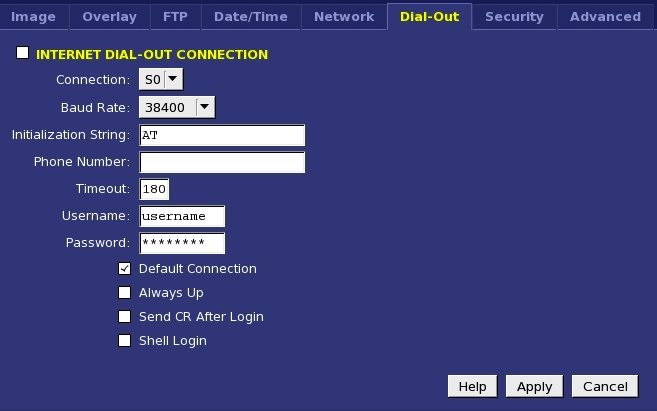 Image Overlay FTP Date/Time Network Dial-Out Security Advanced
INTERNET DIAL-OUT CONNECTION
Connection: S0
Baud Rate: 38400
Initialization String: AT
Phone Number:
Timeout: 180
Username: username
Password: ********
Default Connection
Always Up
Send CR After Login
Shell Login
Help Apply Cancel